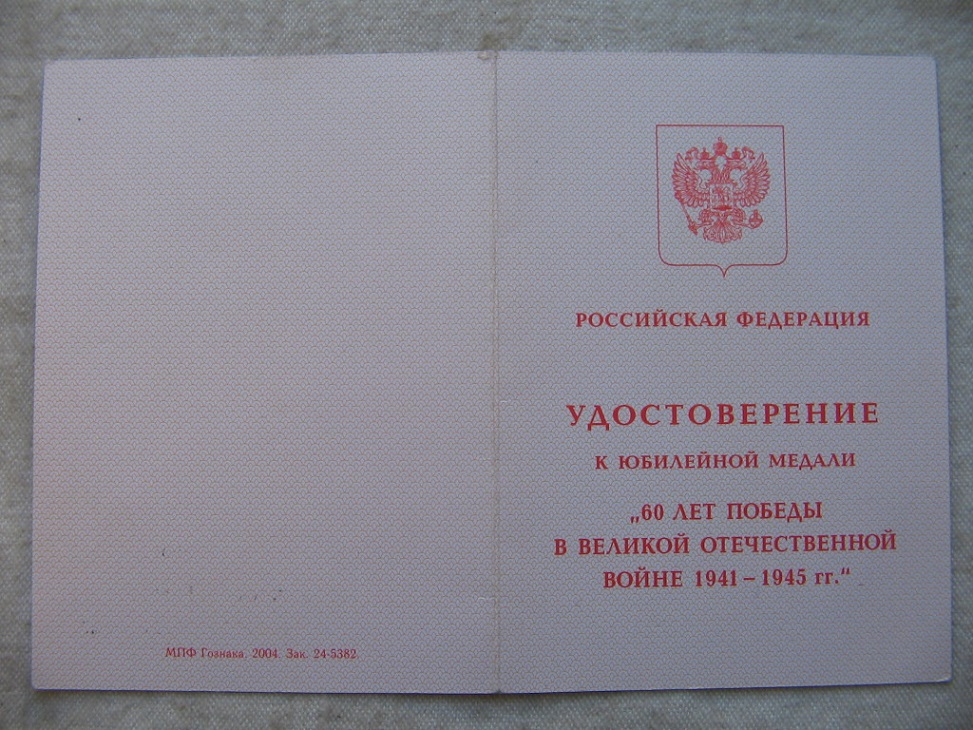 МПФ Гознака. 2004. Зак. 24-5382.
РОССИЙСКАЯ ФЕДЕРАЦИЯ
УДОСТОВЕРЕНИЕ
К ЮБИЛЕЙНОЙ МЕДАЛИ
„60 ЛЕТ ПОБЕДЫ
В ВЕЛИКОЙ ОТЕЧЕСТВЕННОЙ
ВОЙНЕ 1941 – 1945 гг.“